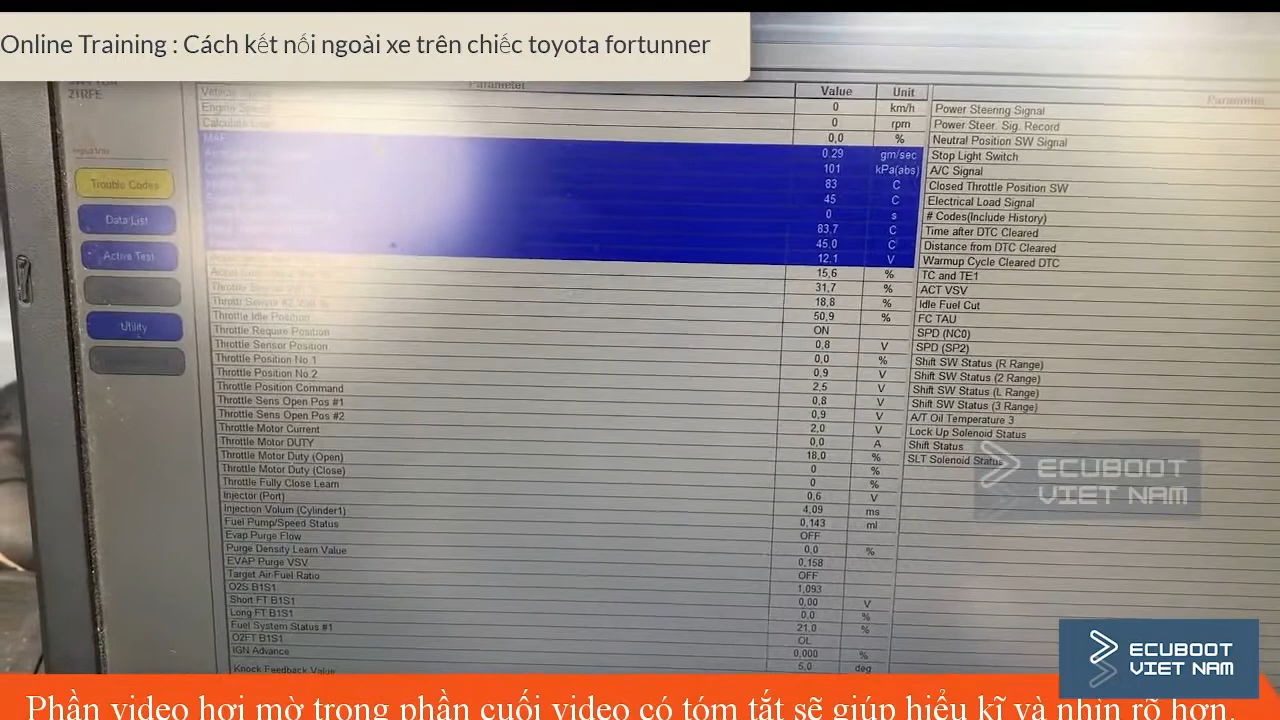 Online Training : Cách kết nối ngoài xe trên chiếc toyota fortunner
2TRFE
Trouble Codes
Data List
Active Test
Utility
Parameter Value Unit
Vehicle 0 km/h
Engine Speed 0 rpm
Calculate Load 0,0 %
MAF 0.29 gm/sec
101 kPa(abs)
83 C
45 C
0 s
83,7 C
45,0 C
12,1 V
15,6 %
31,7 %
18,8 %
Throttle Idle Position 50,9 %
Throttle Require Position ON
Throttle Sensor Position 0,8 V
Throttle Position No.1 0,0 %
Throttle Position No.2 0,9 V
Throttle Position Command 2,5 V
Throttle Sens Open Pos #1 0,8 V
Throttle Sens Open Pos #2 0,9 V
Throttle Motor Current 2,0 V
Throttle Motor DUTY 0,0 A
Throttle Motor Duty (Open) 18,0 %
Throttle Motor Duty (Close) 0 %
Throttle Fully Close Learn 0 %
Injector (Port) 0,6 V
Injection Volum (Cylinder1) 4,09 ms
Fuel Pump/Speed Status 0,143 ml
Evap Purge Flow OFF
Purge Density Learn Value 0,0 %
EVAP Purge VSV 0,158
Target Air-Fuel Ratio OFF
O2S B1S1 1,093
Short FT B1S1 0,00 V
Long FT B1S1 0,0 %
Fuel System Status #1 21,0 %
O2FT B1S1 OL
IGN Advance 0,000 %
Knock Feedback Value 5,0 deg
Parameter
Power Steering Signal
Power Steer. Sig. Record
Neutral Position SW Signal
Stop Light Switch
A/C Signal
Closed Throttle Position SW
Electrical Load Signal
# Codes(Include History)
Time after DTC Cleared
Distance from DTC Cleared
Warmup Cycle Cleared DTC
TC and TE1
ACT VSV
Idle Fuel Cut
FC TAU
SPD (NC0)
SPD (SP2)
Shift SW Status (R Range)
Shift SW Status (2 Range)
Shift SW Status (L Range)
Shift SW Status (3 Range)
A/T Oil Temperature 3
Lock Up Solenoid Status
Shift Status
SLT Solenoid Status
ECUBOOT
VIET NAM
ECUBOOT
VIET NAM
Phần video hơi mờ trong phần cuối video có tóm tắt sẽ giúp hiểu kĩ và nhìn rõ hơn